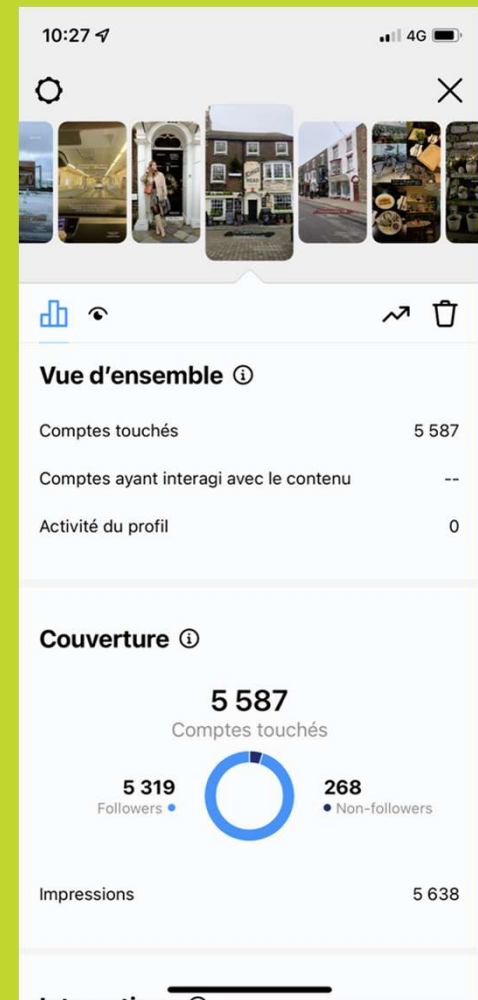 10:27
4G
Vue d'ensemble
Comptes touchés 5 587
Comptes ayant interagi avec le contenu --
Activité du profil 0
Couverture
5 587
Comptes touchés
5 319
Followers
268
Non-followers
Impressions 5 638